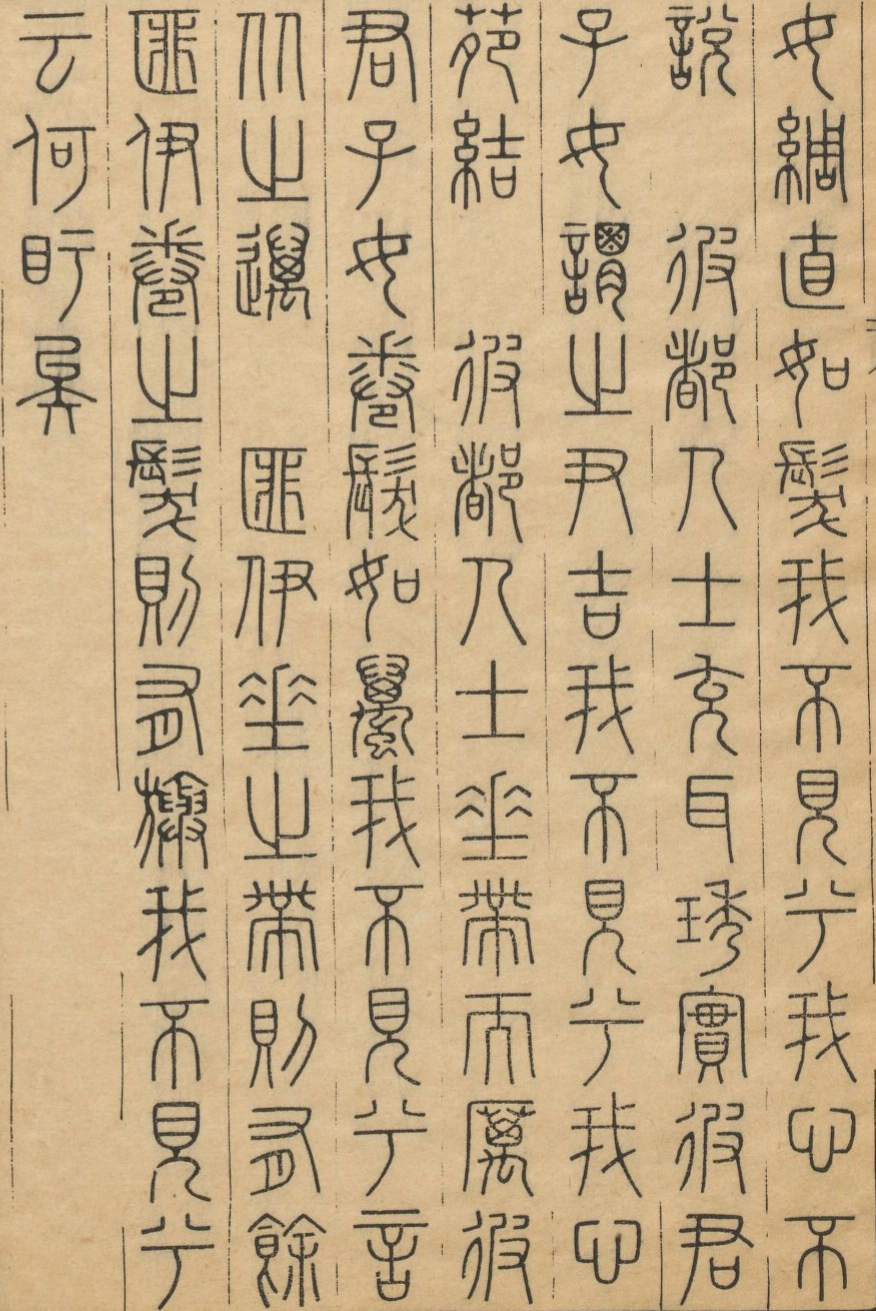 女綢直如髮我不見兮我心不
說　彼都人士充耳琇實彼君
子女謂之尹吉我不見兮我心
苑結　彼都人士垂帶而厲彼
君子女卷髮如蠆我不見兮言
从之邁　匪伊垂之帶則有餘
匪伊卷之髮則有旟我不見兮
云何盱矣